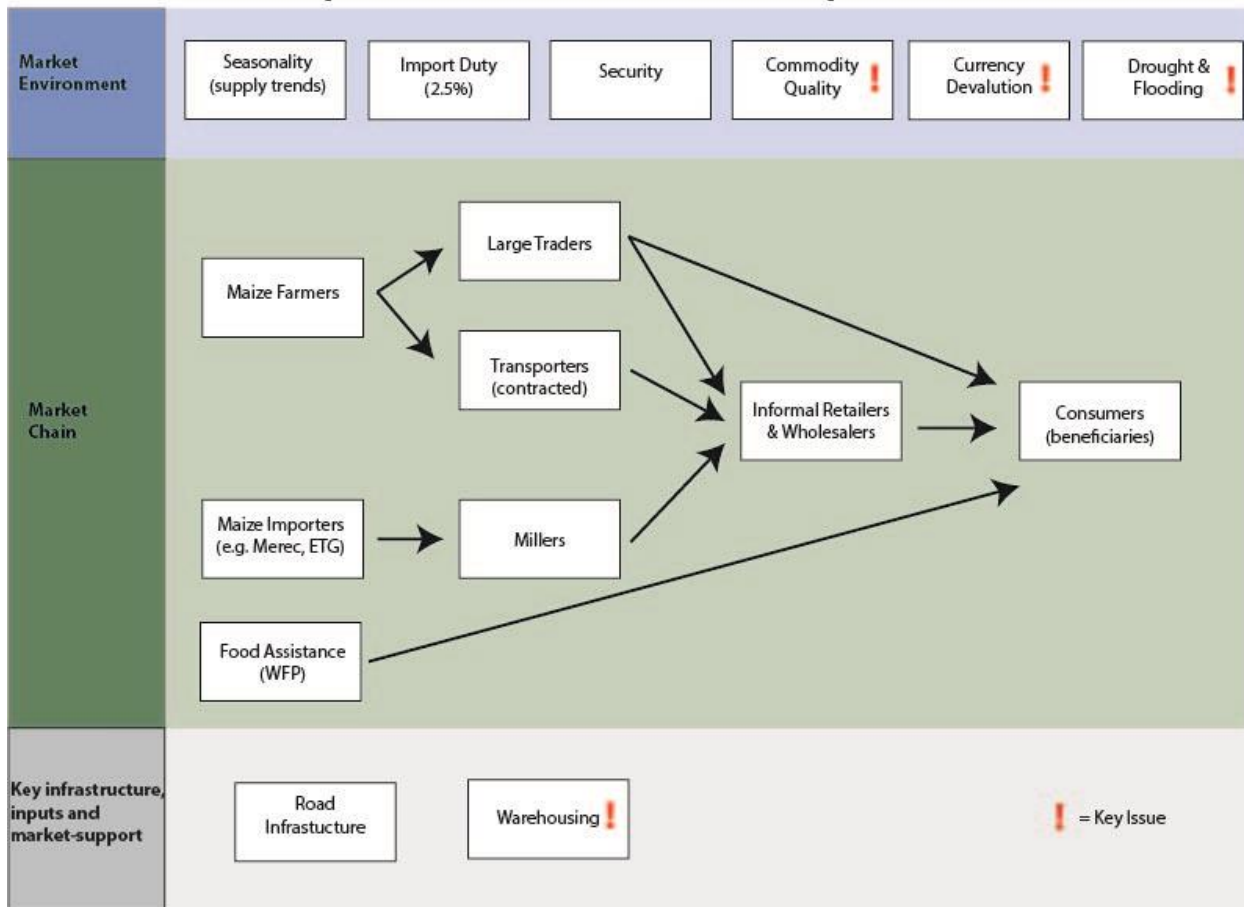 Market
Environment
Seasonality
(supply trends)
Import Duty
(2.5%)
Security
Commodity
Quality !
Currency
Devalution !
Drought &
Flooding !
Market
Chain
Maize Farmers
Large Traders
Transporters
(contracted)
Informal Retailers
& Wholesalers
Consumers
(beneficiaries)
Maize Importers
(e.g. Merec, ETG)
Millers
Food Assistance
(WFP)
Key infrastructure,
inputs and
market-support
Road
Infrastucture
Warehousing !
! = Key Issue